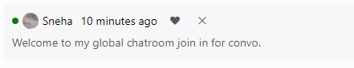 Sneha 10 minutes ago
Welcome to my global chatroom join in for convo.